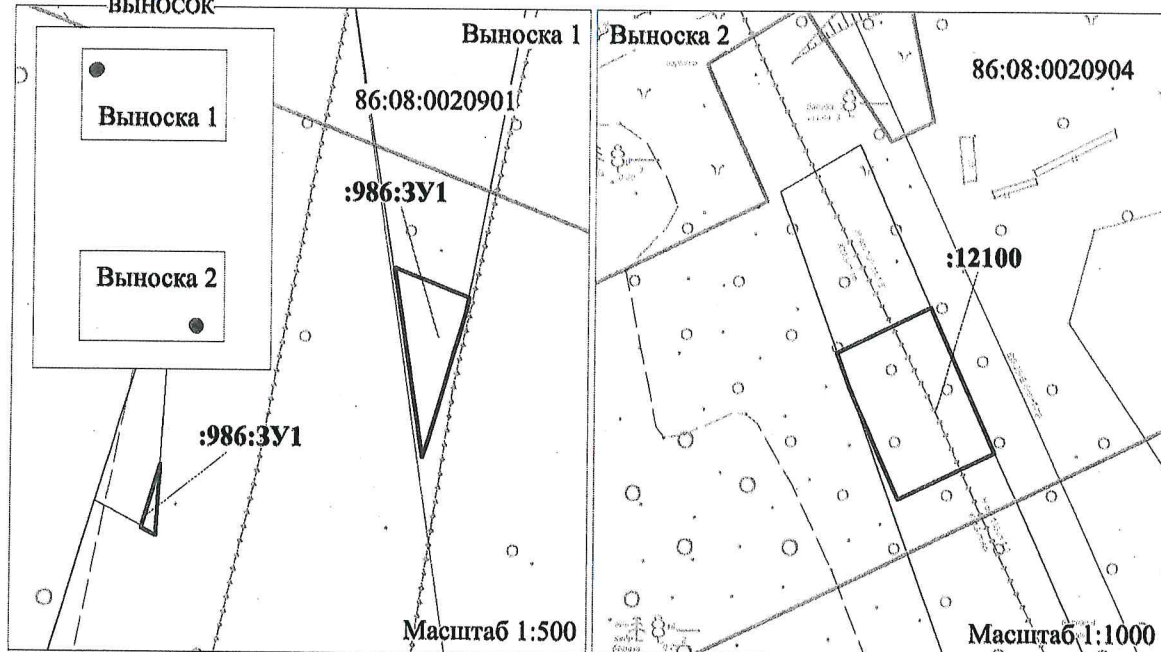 выносок
Выноска 1
Выноска 2
Выноска 1
86:08:0020901
:986:ЗУ1
:986:ЗУ1
Масштаб 1:500
Выноска 2
86:08:0020904
:12100
Масштаб 1:1000